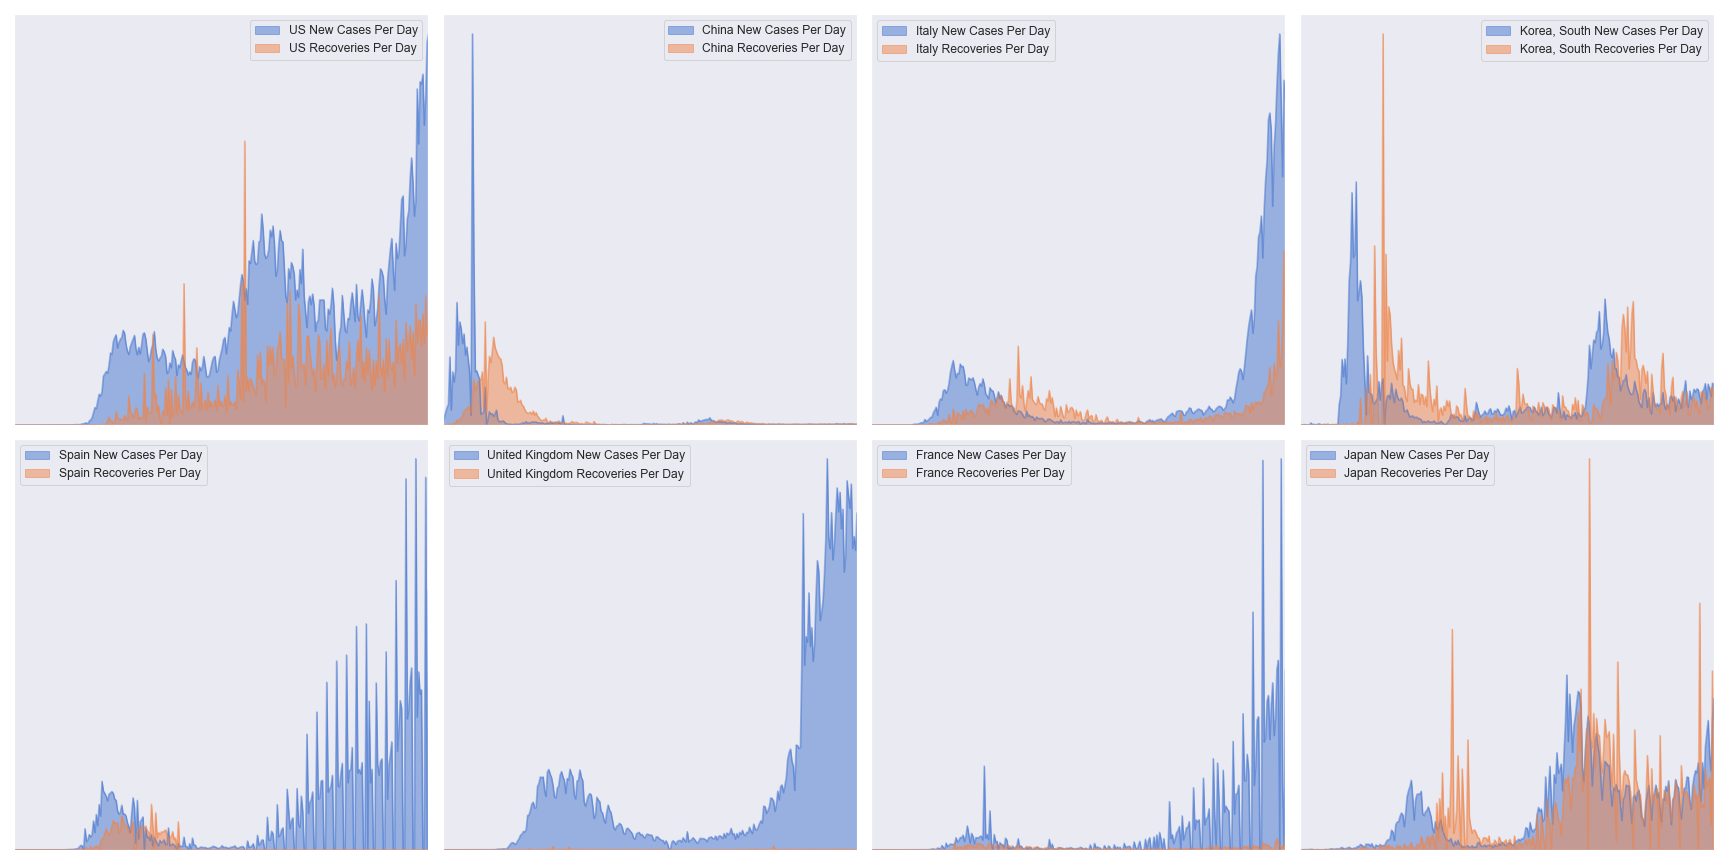 US New Cases Per Day
US Recoveries Per Day
China New Cases Per Day
China Recoveries Per Day
Italy New Cases Per Day
Italy Recoveries Per Day
Korea, South New Cases Per Day
Korea, South Recoveries Per Day
Spain New Cases Per Day
Spain Recoveries Per Day
United Kingdom New Cases Per Day
United Kingdom Recoveries Per Day
France New Cases Per Day
France Recoveries Per Day
Japan New Cases Per Day
Japan Recoveries Per Day